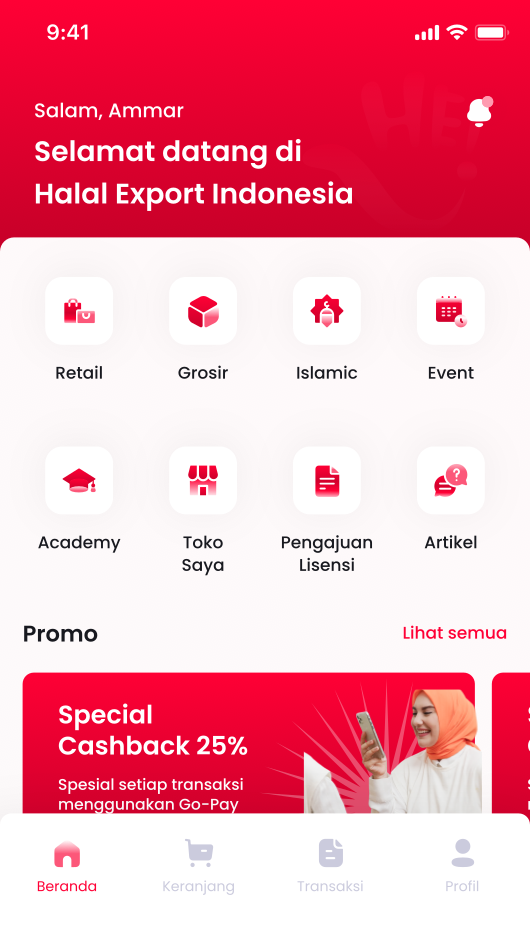 9:41
Salam, Ammar
Selamat datang di
Halal Export Indonesia
Retail
Grosir
Islamic
Event
Academy
Toko
Saya
Pengajuan
Lisensi
Artikel
Promo
Lihat semua
Special
Cashback 25%
Spesial setiap transaksi
menggunakan Go-Pay
Beranda
Keranjang
Transaksi
Profil